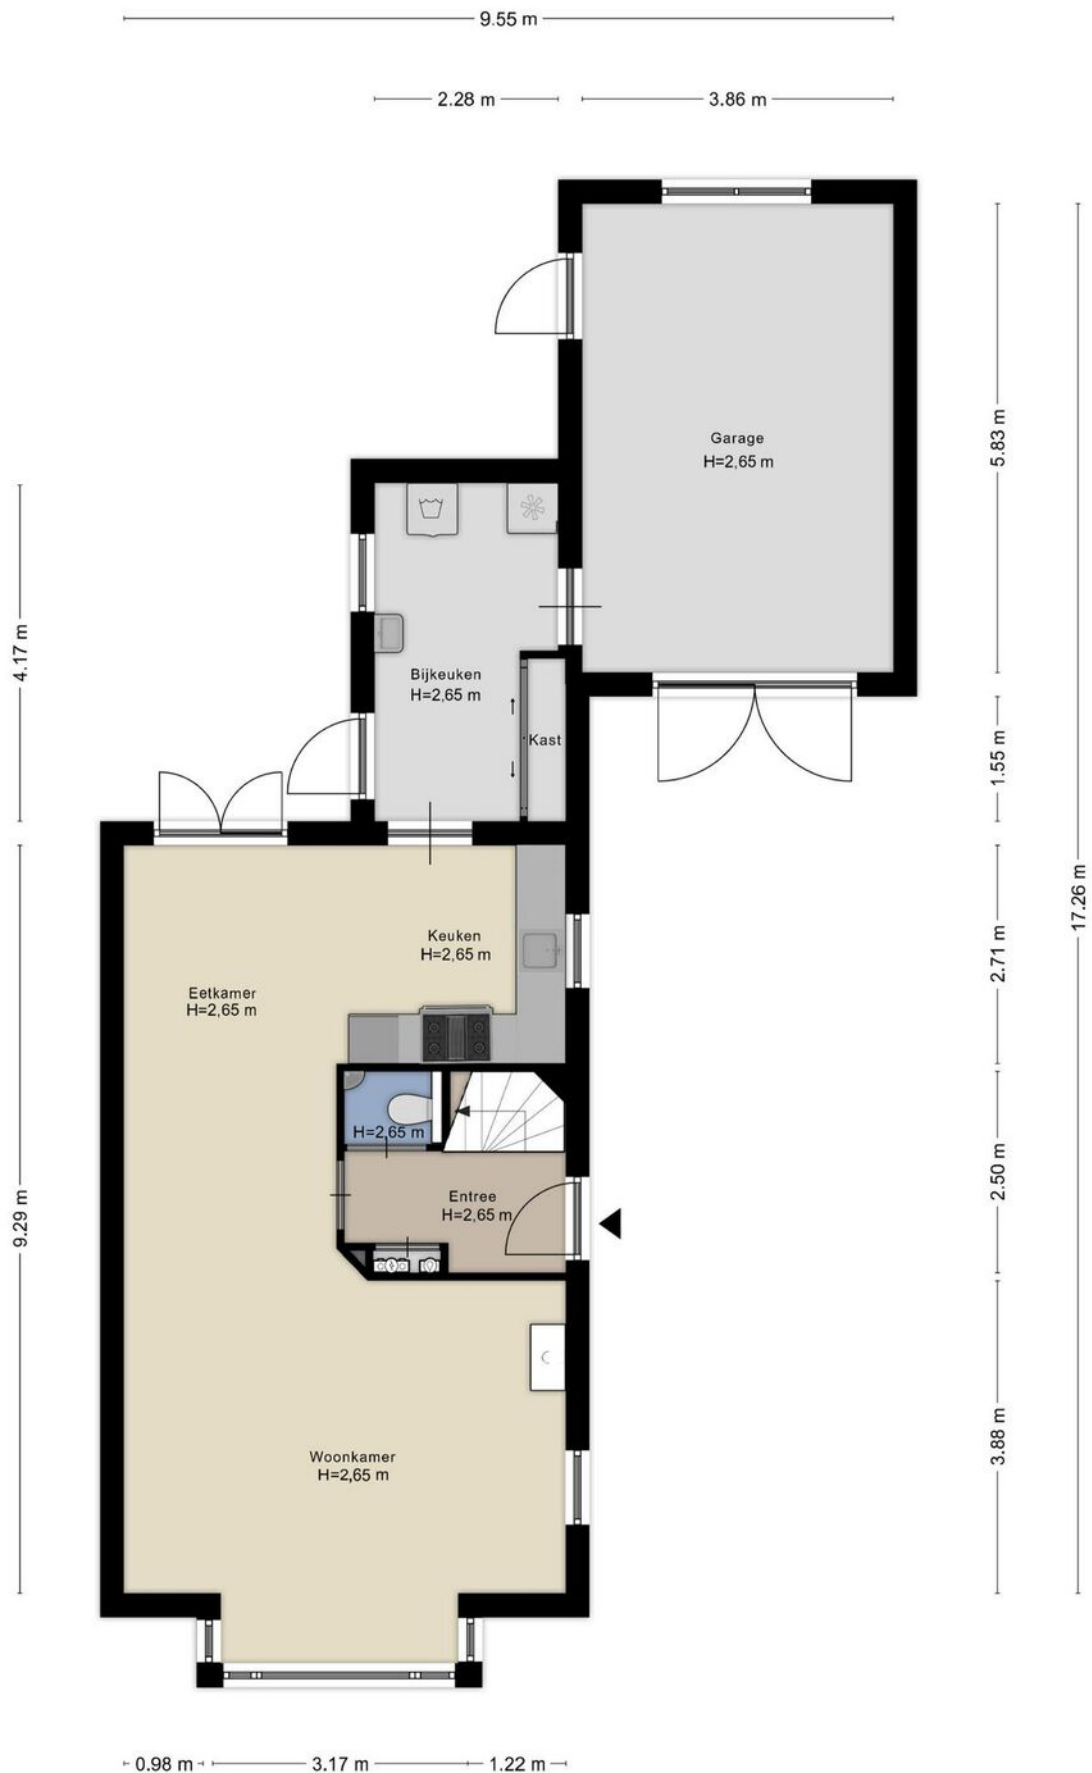 9.55 m
2.28 m
3.86 m
Garage
H=2,65 m
5.83 m
4.17 m
Bijkeuken
H=2,65 m
Kast
1.55 m
17.26 m
Keuken
H=2,65 m
2.71 m
Eetkamer
H=2,65 m
H=2,65 m
2.50 m
Entree
H=2,65 m
9.29 m
3.88 m
Woonkamer
H=2,65 m
0.98 m
3.17 m
1.22 m